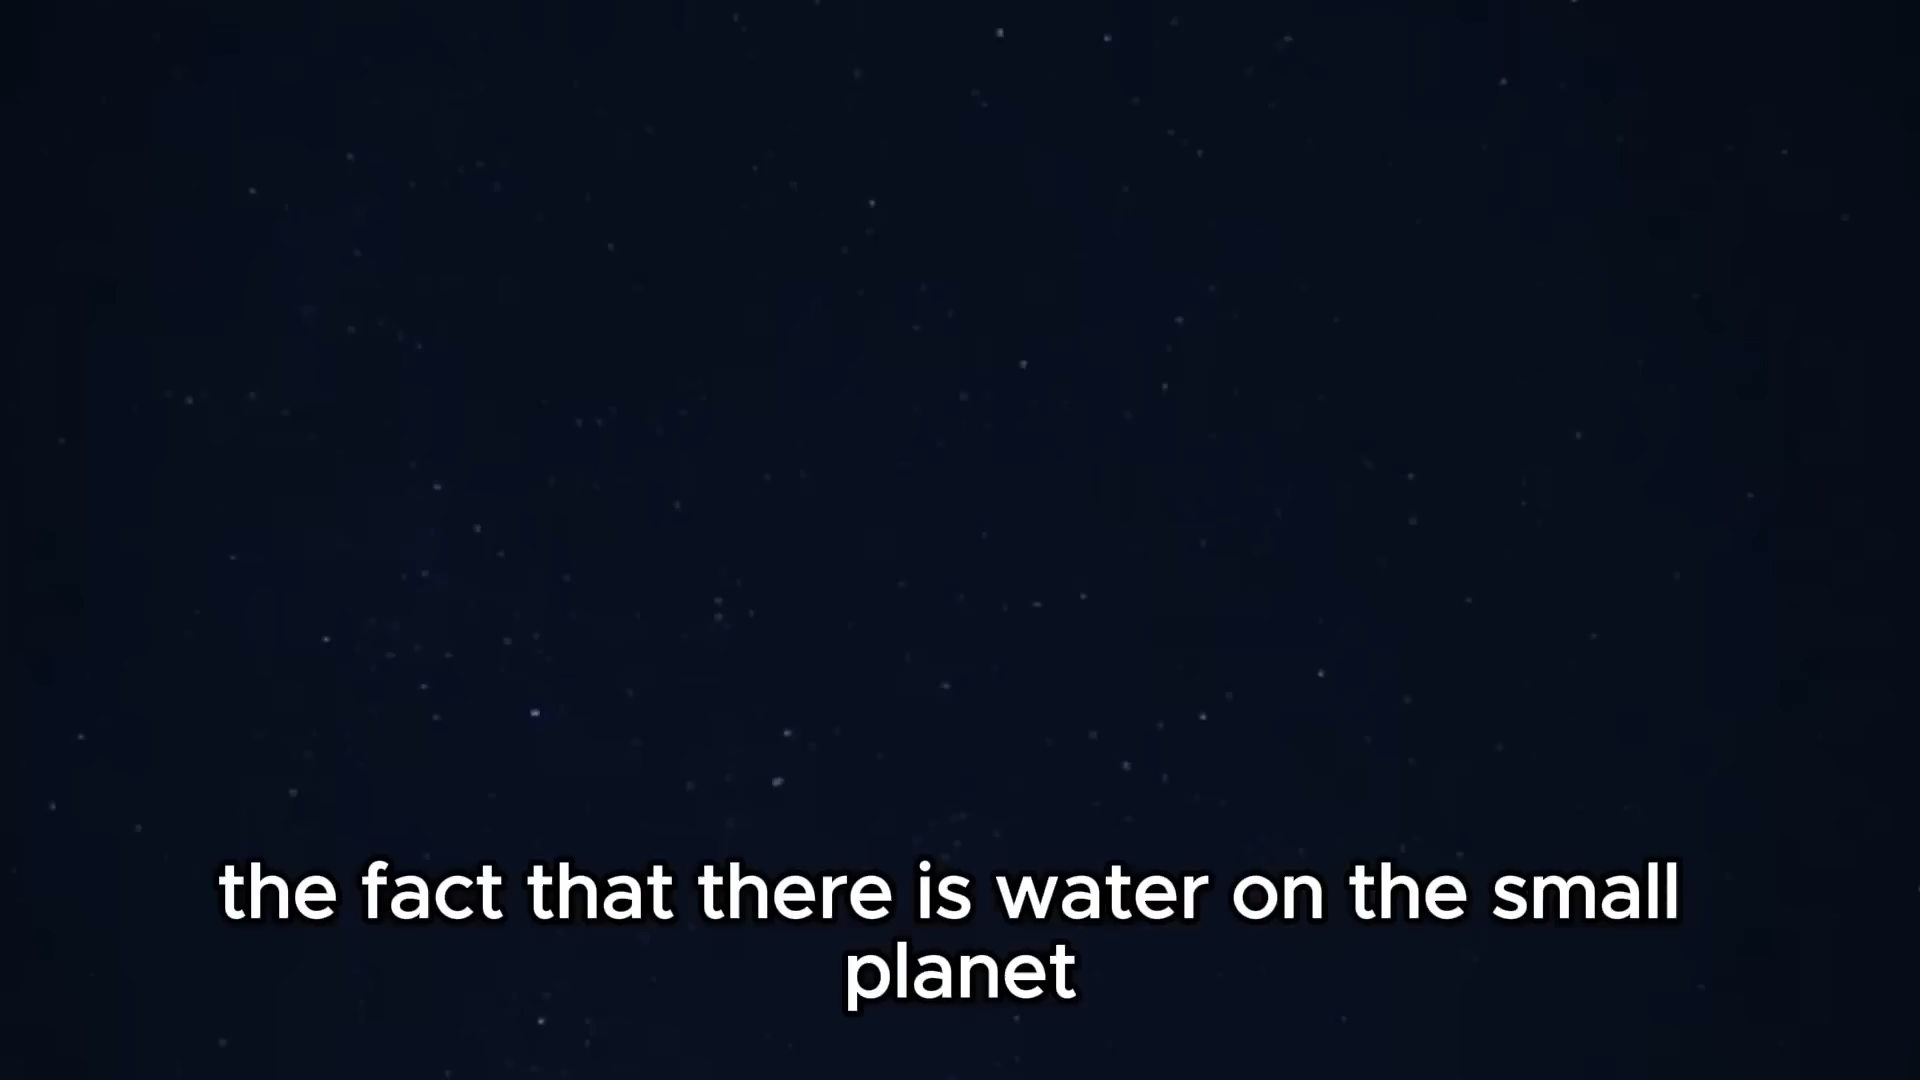 the fact that there is water on the small
planet